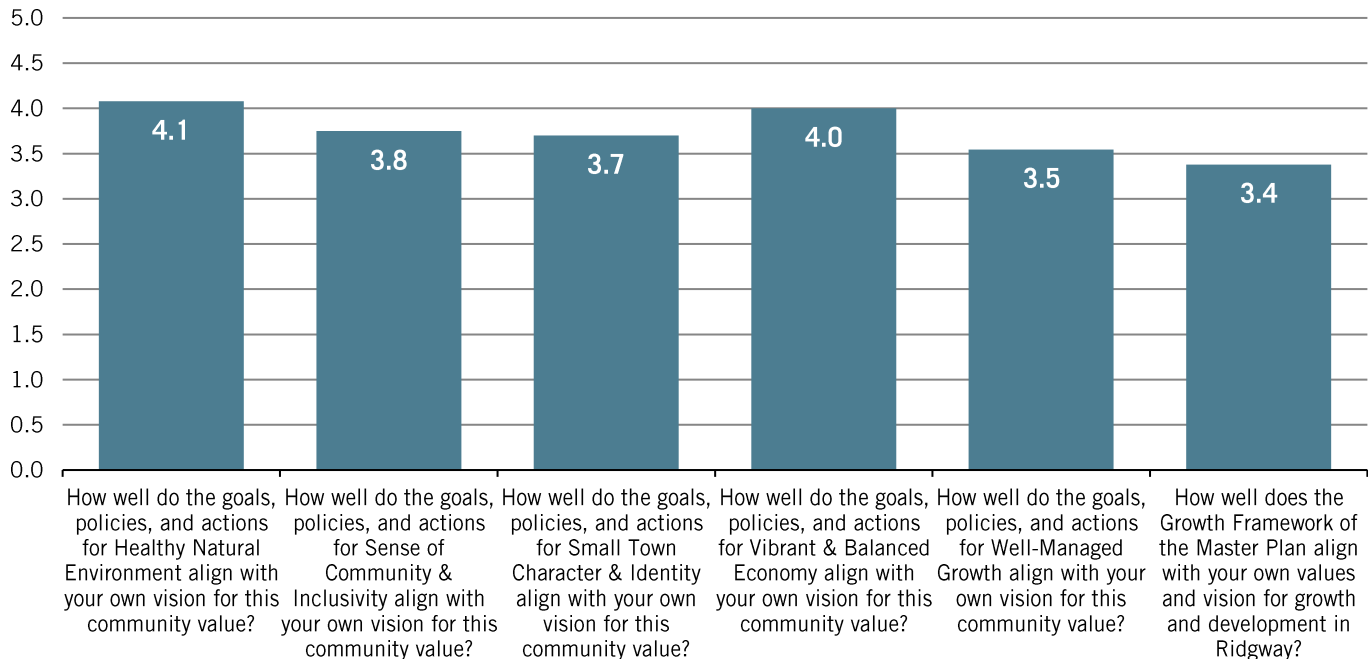 5.0
4.5
4.0
3.5
3.0
2.5
2.0
1.5
1.0
0.5
0.0
4.1
3.8
3.7
4.0
3.5
3.4
How well do the goals,
policies, and actions
for Healthy Natural
Environment align with
your own vision for this
community value?
How well do the goals,
policies, and actions
for Sense of
Community &
Inclusivity align with
your own vision for this
community value?
How well do the goals,
policies, and actions
for Small Town
Character & Identity
align with your own
vision for this
community value?
How well do the goals,
policies, and actions
for Vibrant & Balanced
Economy align with
your own vision for this
community value?
How well do the goals,
policies, and actions
for Well-Managed
Growth align with your
own vision for this
community value?
How well does the
Growth Framework of
the Master Plan align
with your own values
and vision for growth
and development in
Ridgway?